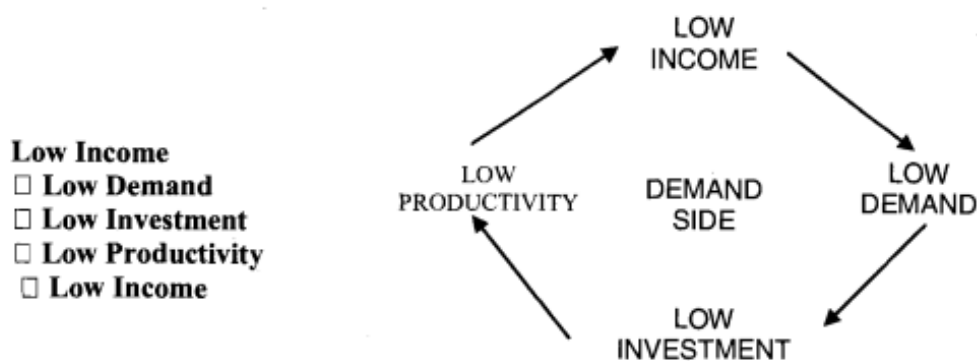 Low Income
□ Low Demand
□ Low Investment
□ Low Productivity
□ Low Income
LOW
INCOME
LOW
PRODUCTIVITY
DEMAND
SIDE
LOW
DEMAND
LOW
INVESTMENT